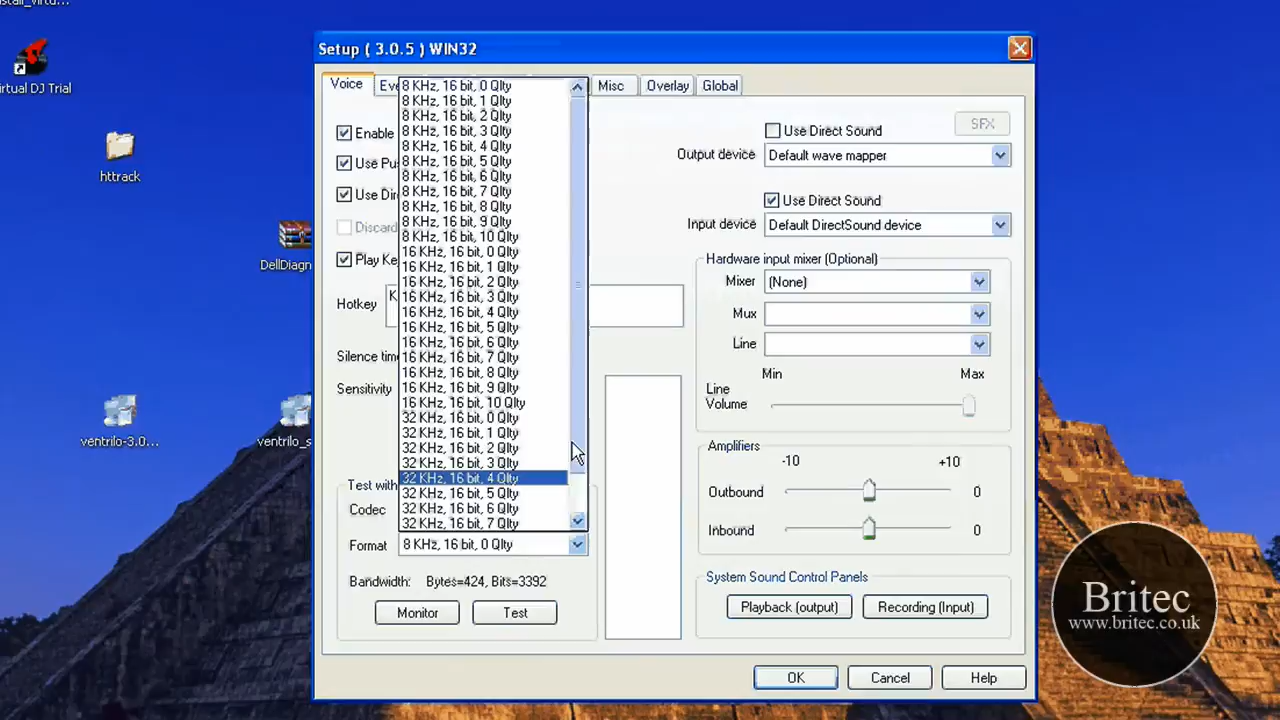 nstall_virtu...
irtual DJ Trial
httrack
DellDiagn
ventrilo-3.0...
ventrilo_s
Setup ( 3.0.5 ) WIN32
Voice
Eve
Misc
Overlay
Global
Enable
Use Pu
Use Dir
Discard
Play Ke
Hotkey
K
Silence time
Sensitivity
8 KHz, 16 bit, 0 Qlty
8 KHz, 16 bit, 1 Qlty
8 KHz, 16 bit, 2 Qlty
8 KHz, 16 bit, 3 Qlty
8 KHz, 16 bit, 4 Qlty
8 KHz, 16 bit, 5 Qlty
8 KHz, 16 bit, 6 Qlty
8 KHz, 16 bit, 7 Qlty
8 KHz, 16 bit, 8 Qlty
8 KHz, 16 bit, 9 Qlty
8 KHz, 16 bit, 10 Qlty
16 KHz, 16 bit, 0 Qlty
16 KHz, 16 bit, 1 Qlty
16 KHz, 16 bit, 2 Qlty
16 KHz, 16 bit, 3 Qlty
16 KHz, 16 bit, 4 Qlty
16 KHz, 16 bit, 5 Qlty
16 KHz, 16 bit, 6 Qlty
16 KHz, 16 bit, 7 Qlty
16 KHz, 16 bit, 8 Qlty
16 KHz, 16 bit, 9 Qlty
16 KHz, 16 bit, 10 Qlty
32 KHz, 16 bit, 0 Qlty
32 KHz, 16 bit, 1 Qlty
32 KHz, 16 bit, 2 Qlty
32 KHz, 16 bit, 3 Qlty
32 KHz, 16 bit, 4 Qlty
32 KHz, 16 bit, 5 Qlty
32 KHz, 16 bit, 6 Qlty
32 KHz, 16 bit, 7 Qlty
Test with
Codec
Format 8 KHz, 16 bit, 0 Qlty
Bandwidth: Bytes=424, Bits=3392
Monitor
Test
Use Direct Sound
SFX
Output device Default wave mapper
Use Direct Sound
Input device Default DirectSound device
Hardware input mixer (Optional)
Mixer (None)
Mux
Line
Min Max
Line
Volume
Amplifiers
-10 +10
Outbound 0
Inbound 0
System Sound Control Panels
Playback (output)
Recording (Input)
OK
Cancel
Help
Britec
www.britec.co.uk